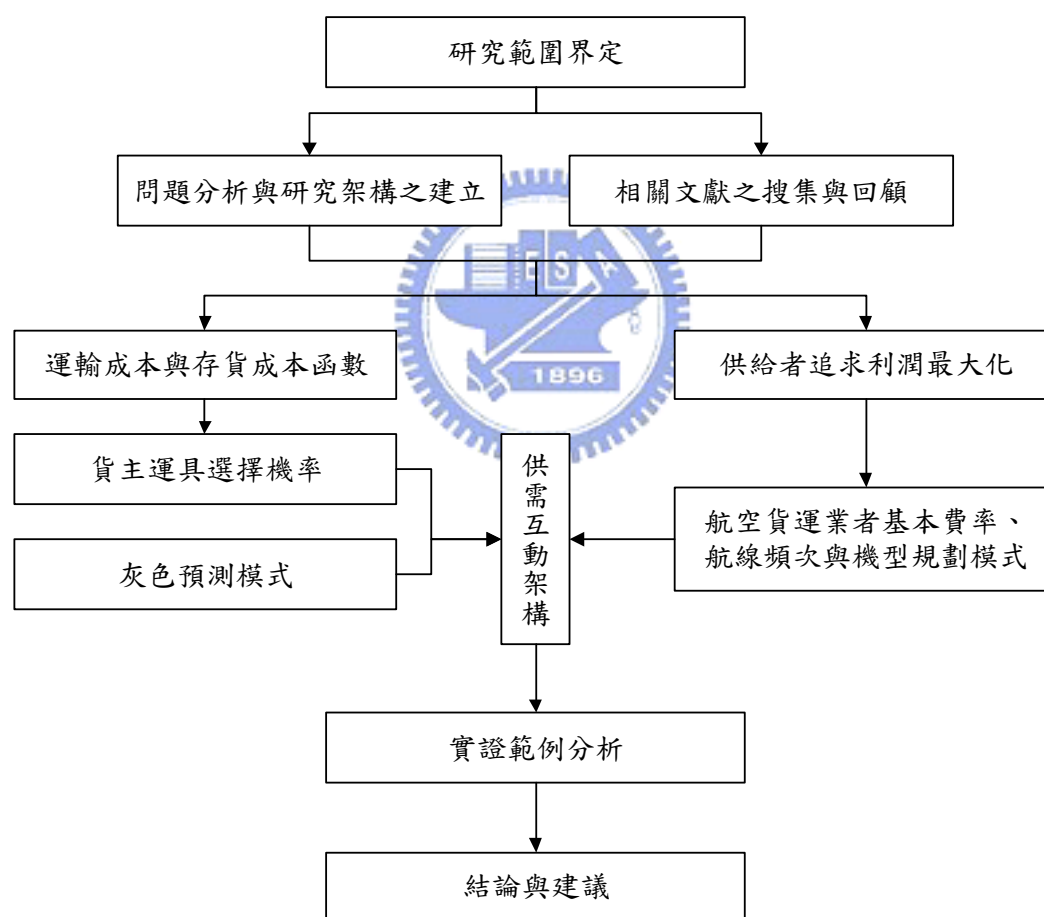 研究範圍界定
問題分析與研究架構之建立
相關文獻之搜集與回顧
ESA
1896
運輸成本與存貨成本函數
供給者追求利潤最大化
貨主運具選擇機率
供需互動架構
航空貨運業者基本費率、
航線頻次與機型規劃模式
灰色預測模式
實證範例分析
結論與建議